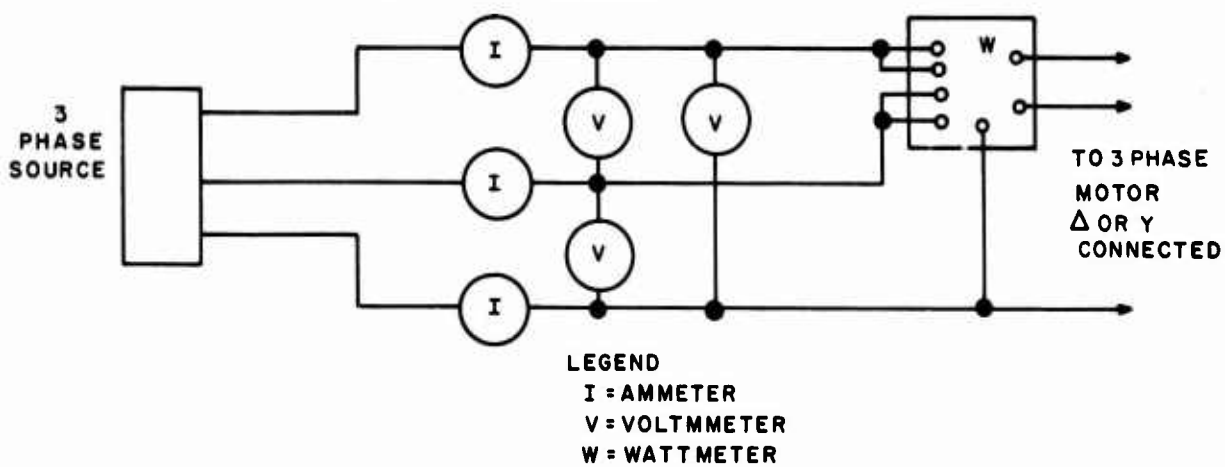 3
PHASE
SOURCE
I
I
I
V
V
V
W
TO 3 PHASE
MOTOR
Δ OR Y
CONNECTED
LEGEND
I = AMMETER
V = VOLTMMETER
W = WATTMETER